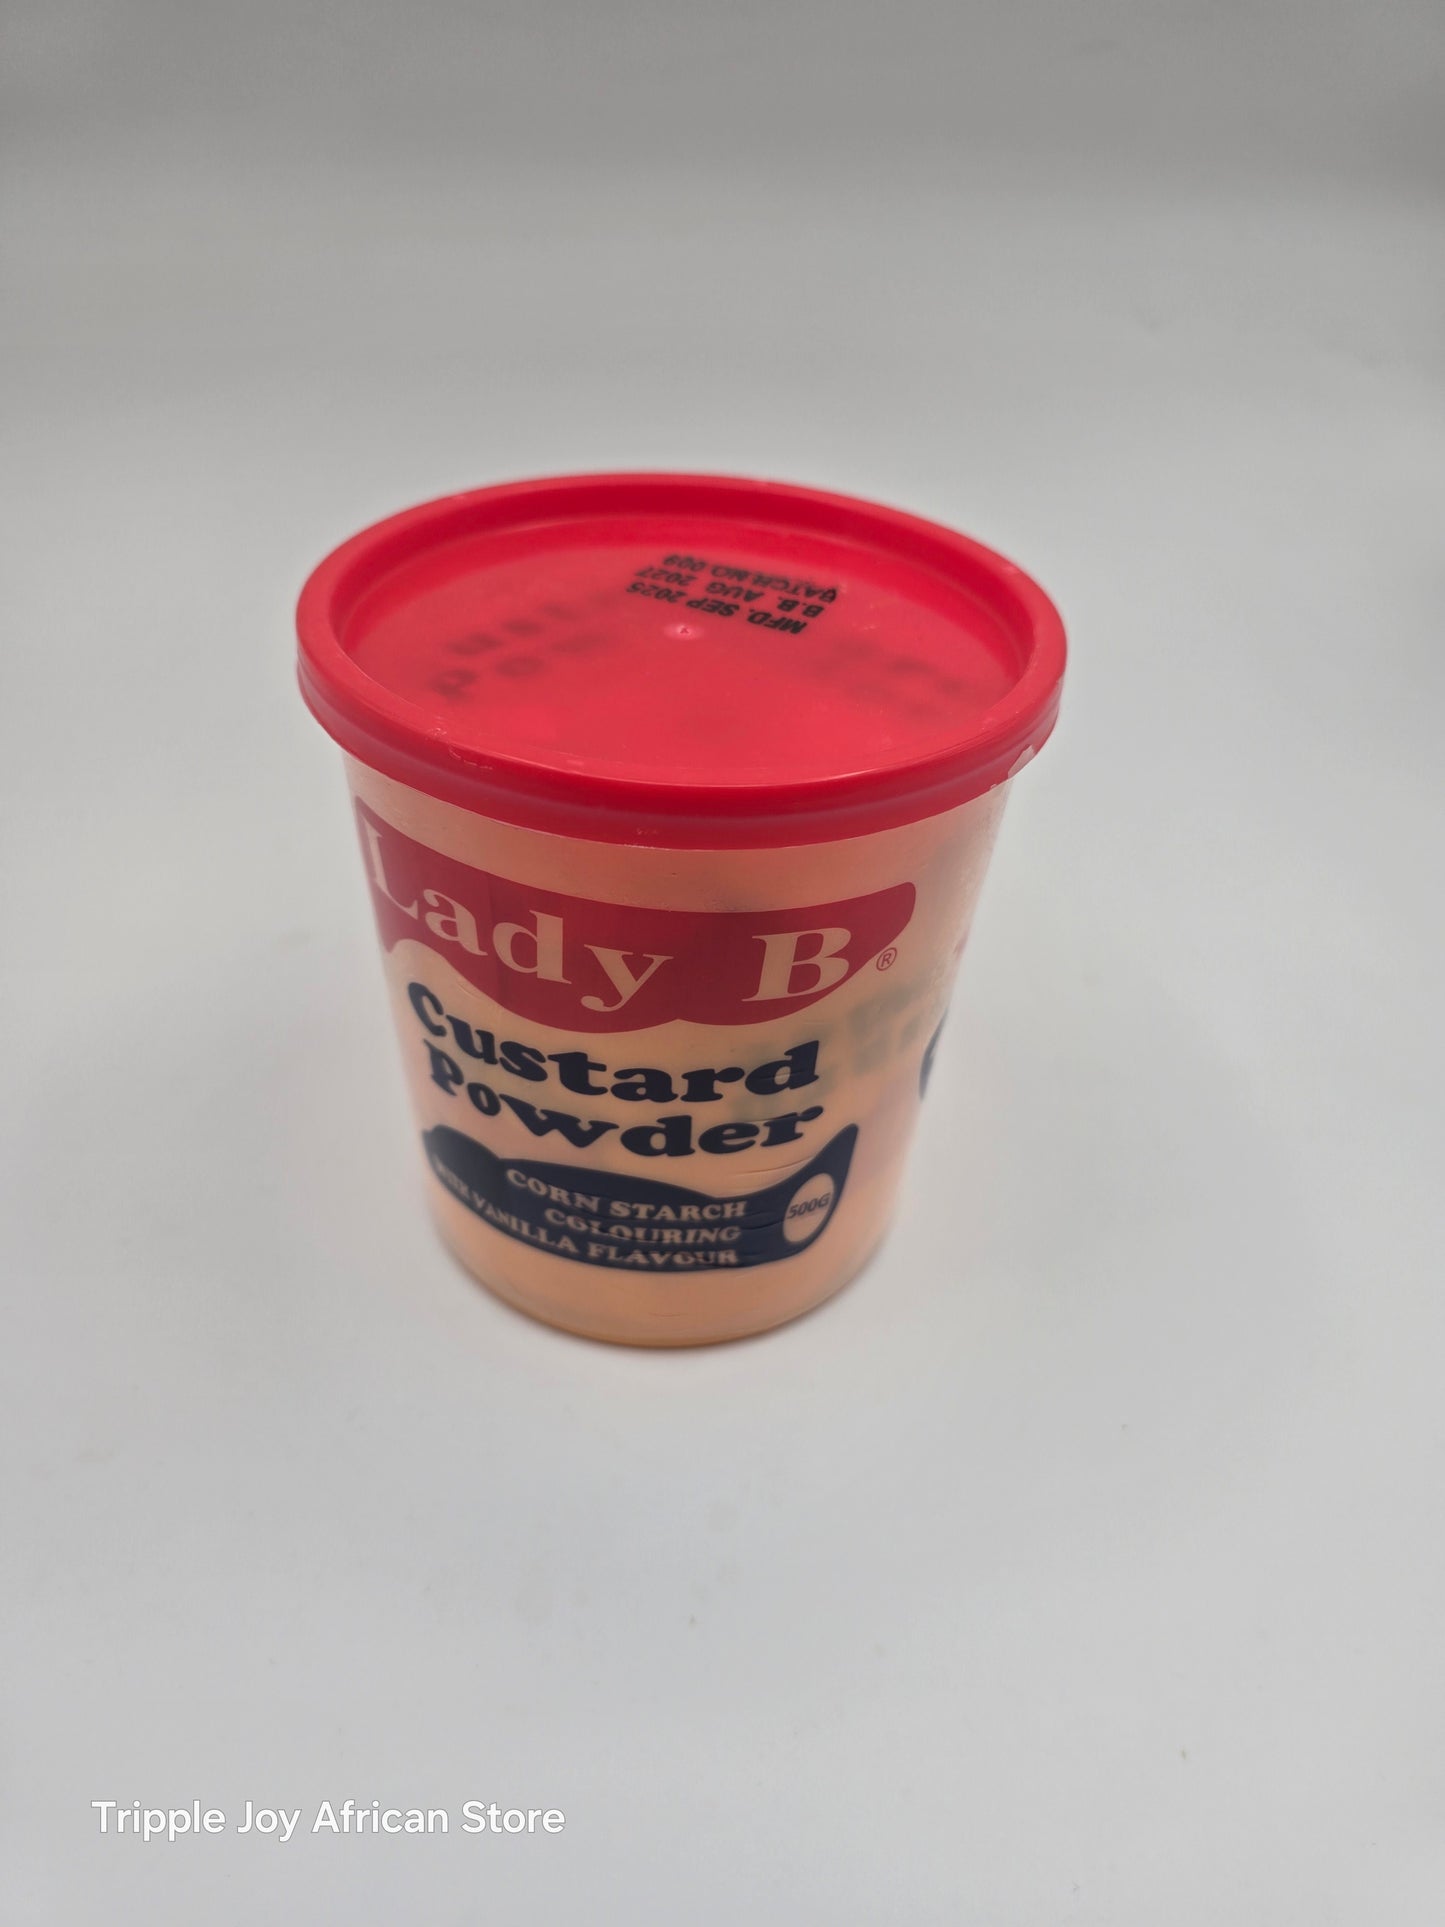 MFD. SEP 2025
B.B. AUG 2027
BATCH NO. 009
Lady B®
Custard
Powder
CORN STARCH
COLOURING
MILK VANILLA FLAVOUR
500G
Tripple Joy African Store